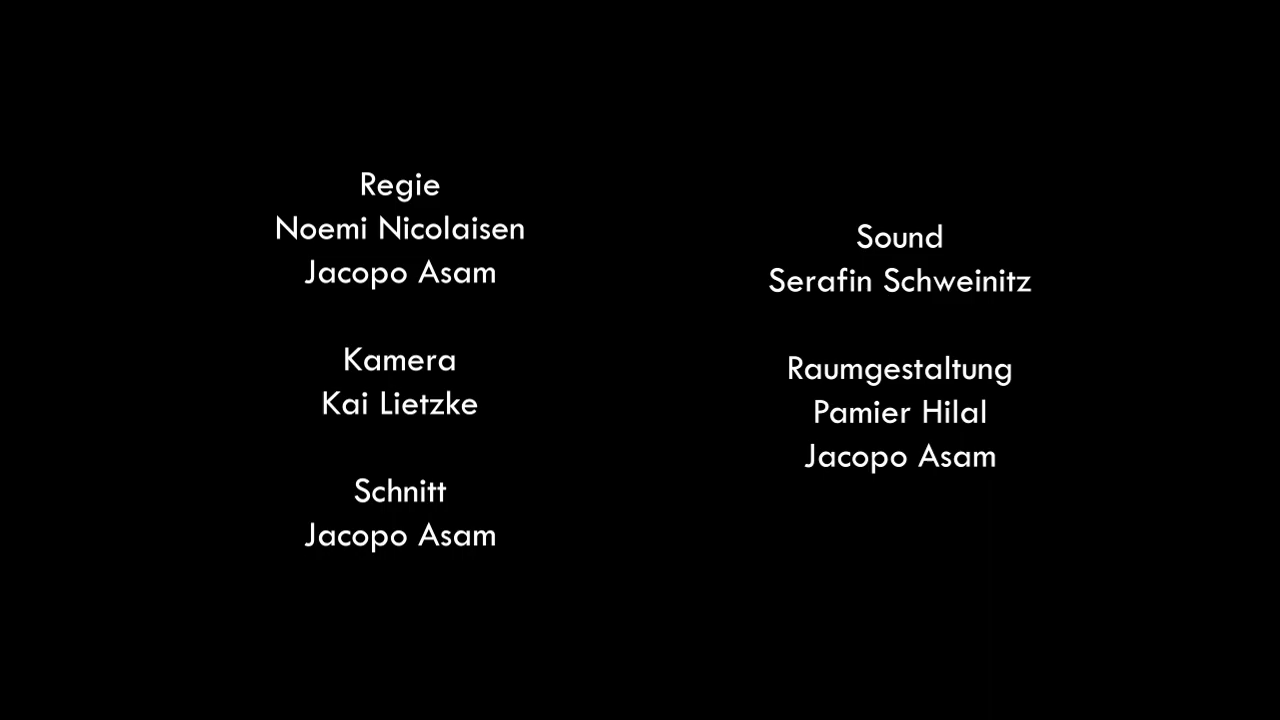 Regie
Noemi Nicolaisen
Jacopo Asam
Kamera
Kai Lietzke
Schnitt
Jacopo Asam
Sound
Serafin Schweinitz
Raumgestaltung
Pamier Hilal
Jacopo Asam